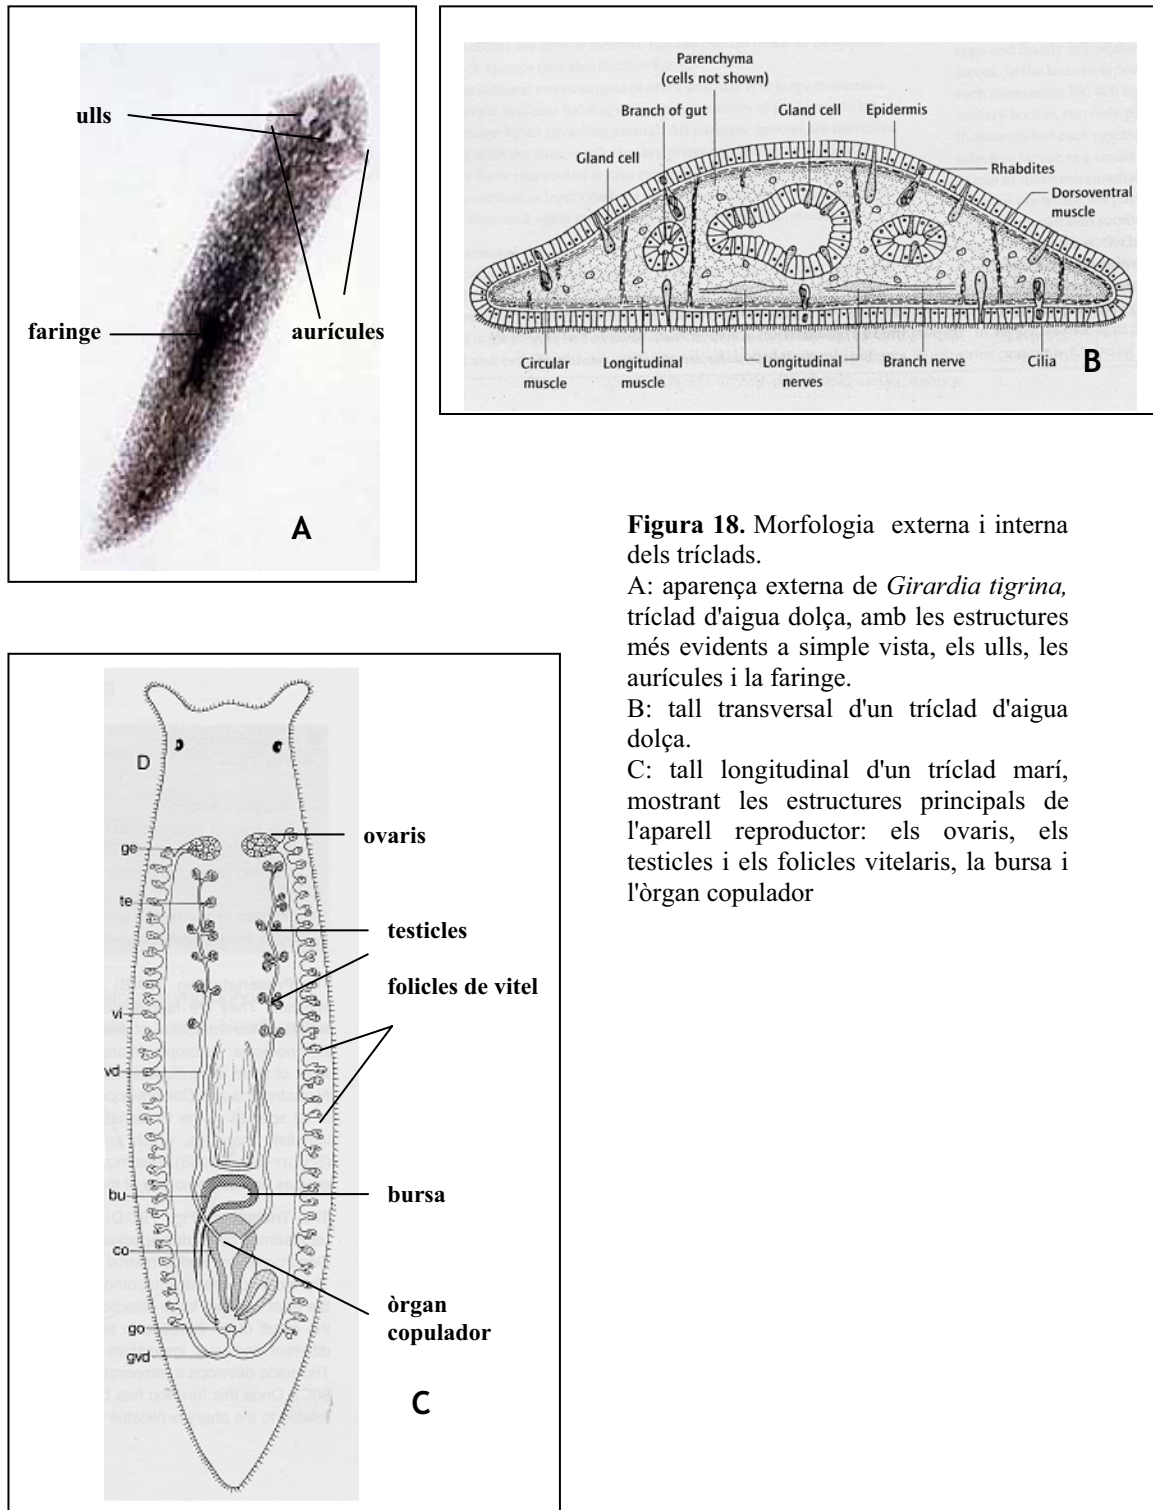 ulls
faringe
aurícules
A
Parenchyma
(cells not shown)
Branch of gut
Gland cell
Epidermis
Gland cell
Rhabdites
Dorsoventral
muscle
Circular
muscle
Longitudinal
muscle
Longitudinal
nerves
Branch nerve
Cilia
B
Figura 18. Morfologia externa i interna
dels tríclads.
A: aparença externa de Girardia tigrina,
tríclad d'aigua dolça, amb les estructures
més evidents a simple vista, els ulls, les
aurícules i la faringe.
B: tall transversal d'un tríclad d'aigua
dolça.
C: tall longitudinal d'un tríclad marí,
mostrant les estructures principals de
l'aparell reproductor: els ovaris, els
testicles i els folicles vitelaris, la bursa i
l'òrgan copulador
D
ge
te
vi
vd
bu
co
go
gvd
ovaris
testicles
folicles de vitel
bursa
òrgan
copulador
C